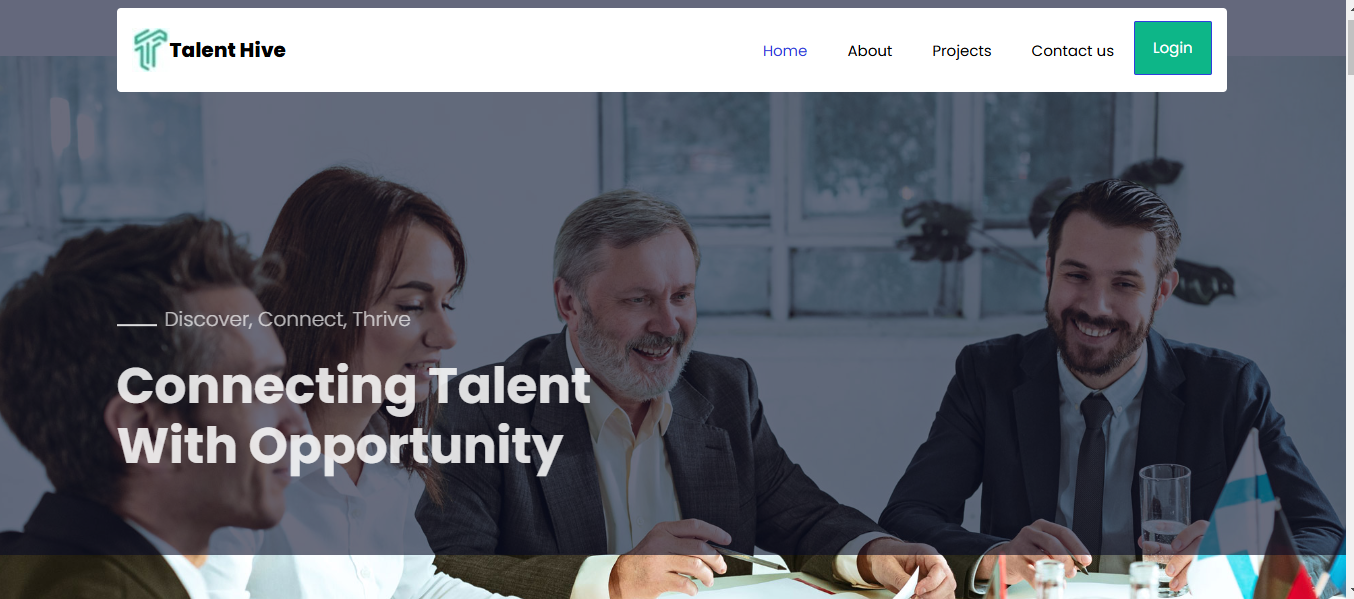 Talent Hive
Home
About
Projects
Contact us
Login
Discover, Connect, Thrive
Connecting Talent
With Opportunity